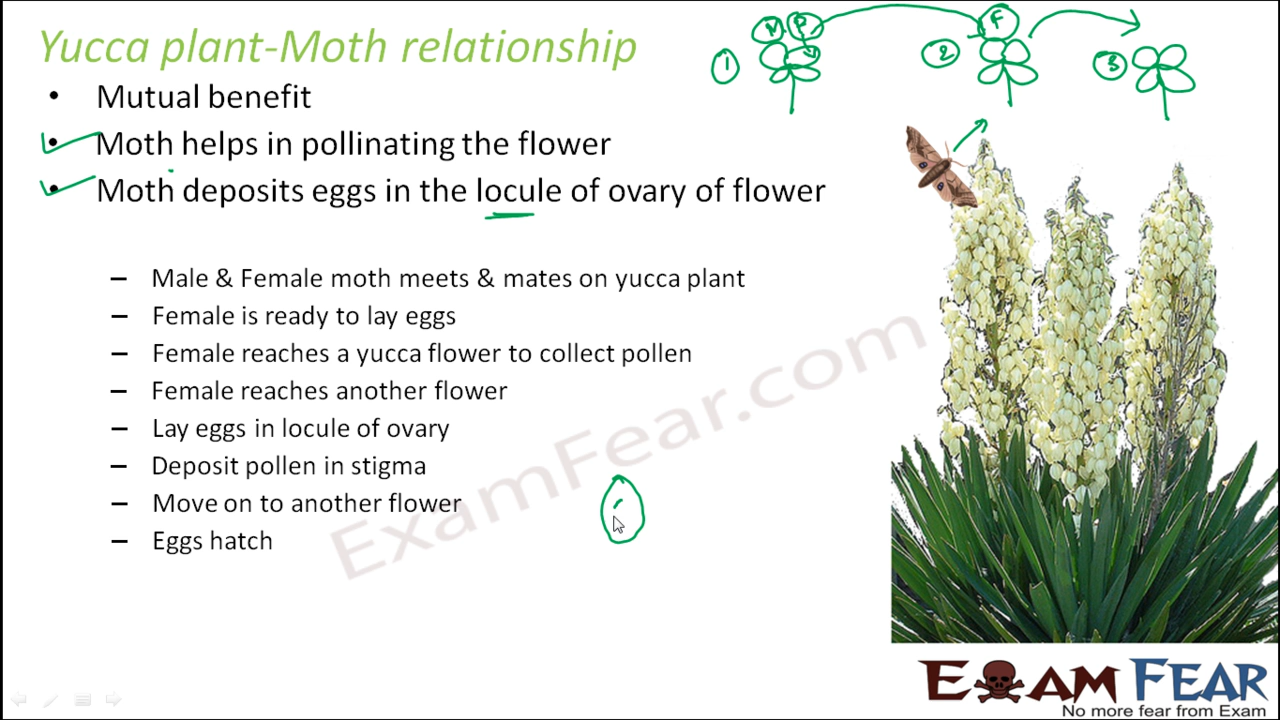 Yucca plant-Moth relationship
• Mutual benefit
• Moth helps in pollinating the flower
• Moth deposits eggs in the locule of ovary of flower
– Male & Female moth meets & mates on yucca plant
– Female is ready to lay eggs
– Female reaches a yucca flower to collect pollen
– Female reaches another flower
– Lay eggs in locule of ovary
– Deposit pollen in stigma
– Move on to another flower
– Eggs hatch
1
2
F
3
ExamFear.com
EXAM FEAR
No more fear from Exam